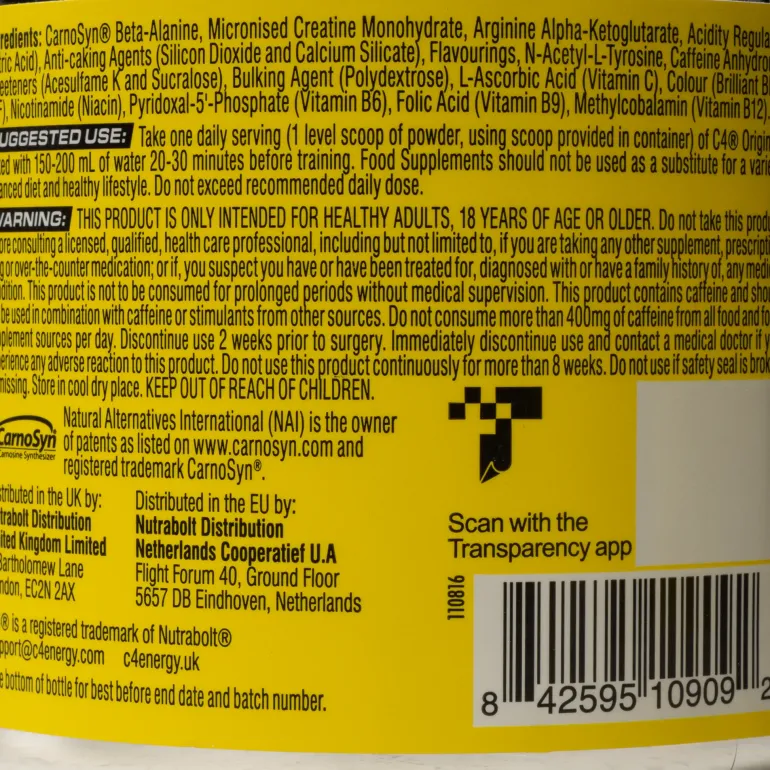 redients: CarnoSyn® Beta-Alanine, Micronised Creatine Monohydrate, Arginine Alpha-Ketoglutarate, Acidity Regula
tric Acid), Anti-caking Agents (Silicon Dioxide and Calcium Silicate), Flavourings, N-Acetyl-L-Tyrosine, Caffeine Anhydro
eeteners (Acesulfame K and Sucralose), Bulking Agent (Polydextrose), L-Ascorbic Acid (Vitamin C), Colour (Brilliant B
F), Nicotinamide (Niacin), Pyridoxal-5'-Phosphate (Vitamin B6), Folic Acid (Vitamin B9), Methylcobalamin (Vitamin B12).
UGGESTED USE: Take one daily serving (1 level scoop of powder, using scoop provided in container) of C4® Origin
ed with 150-200 mL of water 20-30 minutes before training. Food Supplements should not be used as a substitute for a varie
anced diet and healthy lifestyle. Do not exceed recommended daily dose.
WARNING: THIS PRODUCT IS ONLY INTENDED FOR HEALTHY ADULTS, 18 YEARS OF AGE OR OLDER. Do not take this produ
ore consulting a licensed, qualified, health care professional, including but not limited to, if you are taking any other supplement, prescripti
g or over-the-counter medication; or if, you suspect you have or have been treated for, diagnosed with or have a family history of, any medic
dition. This product is not to be consumed for prolonged periods without medical supervision. This product contains caffeine and shou
be used in combination with caffeine or stimulants from other sources. Do not consume more than 400mg of caffeine from all food and fo
plement sources per day. Discontinue use 2 weeks prior to surgery. Immediately discontinue use and contact a medical doctor if y
erience any adverse reaction to this product. Do not use this product continuously for more than 8 weeks. Do not use if safety seal is brok
missing. Store in cool dry place. KEEP OUT OF REACH OF CHILDREN.
CarnoSyn®
Carnosine Synthesizer
Natural Alternatives International (NAI) is the owner
of patents as listed on www.carnosyn.com and
registered trademark CarnoSyn®.
stributed in the UK by:
trabolt Distribution
ited Kingdom Limited
Bartholomew Lane
ndon, EC2N 2AX
Distributed in the EU by:
Nutrabolt Distribution
Netherlands Cooperatief U.A
Flight Forum 40, Ground Floor
5657 DB Eindhoven, Netherlands
® is a registered trademark of Nutrabolt®
pport@c4energy.com c4energy.uk
e bottom of bottle for best before end date and batch number.
Scan with the
Transparency app
110816
8 42595 10909 2